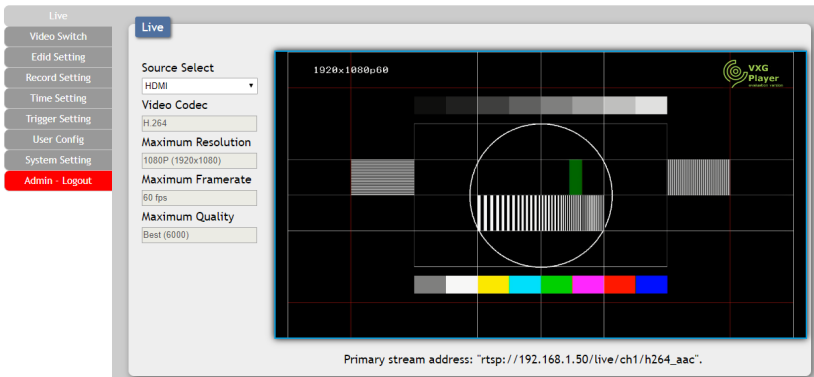 Live
Video Switch
Edid Setting
Record Setting
Time Setting
Trigger Setting
User Config
System Setting
Admin - Logout
Live
Source Select
HDMI
Video Codec
H.264
Maximum Resolution
1080P (1920x1080)
Maximum Framerate
60 fps
Maximum Quality
Best (6000)
1920x1080p60
VXG
Player
evaluation version
Primary stream address: "rtsp://192.168.1.50/live/ch1/h264_aac".